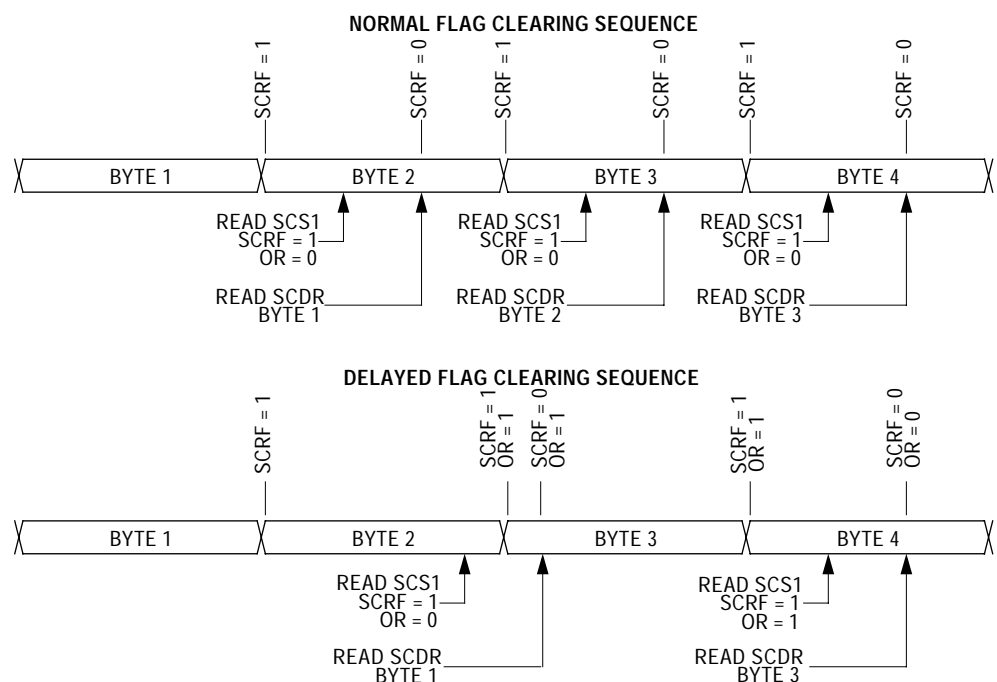 NORMAL FLAG CLEARING SEQUENCE
SCRF = 1
SCRF = 0
SCRF = 1
SCRF = 0
SCRF = 1
SCRF = 0
BYTE 1
BYTE 2
BYTE 3
BYTE 4
READ SCS1
SCRF = 1
OR = 0
READ SCS1
SCRF = 1
OR = 0
READ SCS1
SCRF = 1
OR = 0
READ SCDR
BYTE 1
READ SCDR
BYTE 2
READ SCDR
BYTE 3
DELAYED FLAG CLEARING SEQUENCE
SCRF = 1
SCRF = 1
OR = 1
SCRF = 0
OR = 1
SCRF = 1
OR = 1
SCRF = 0
OR = 0
BYTE 1
BYTE 2
BYTE 3
BYTE 4
READ SCS1
SCRF = 1
OR = 0
READ SCS1
SCRF = 1
OR = 1
READ SCDR
BYTE 1
READ SCDR
BYTE 3